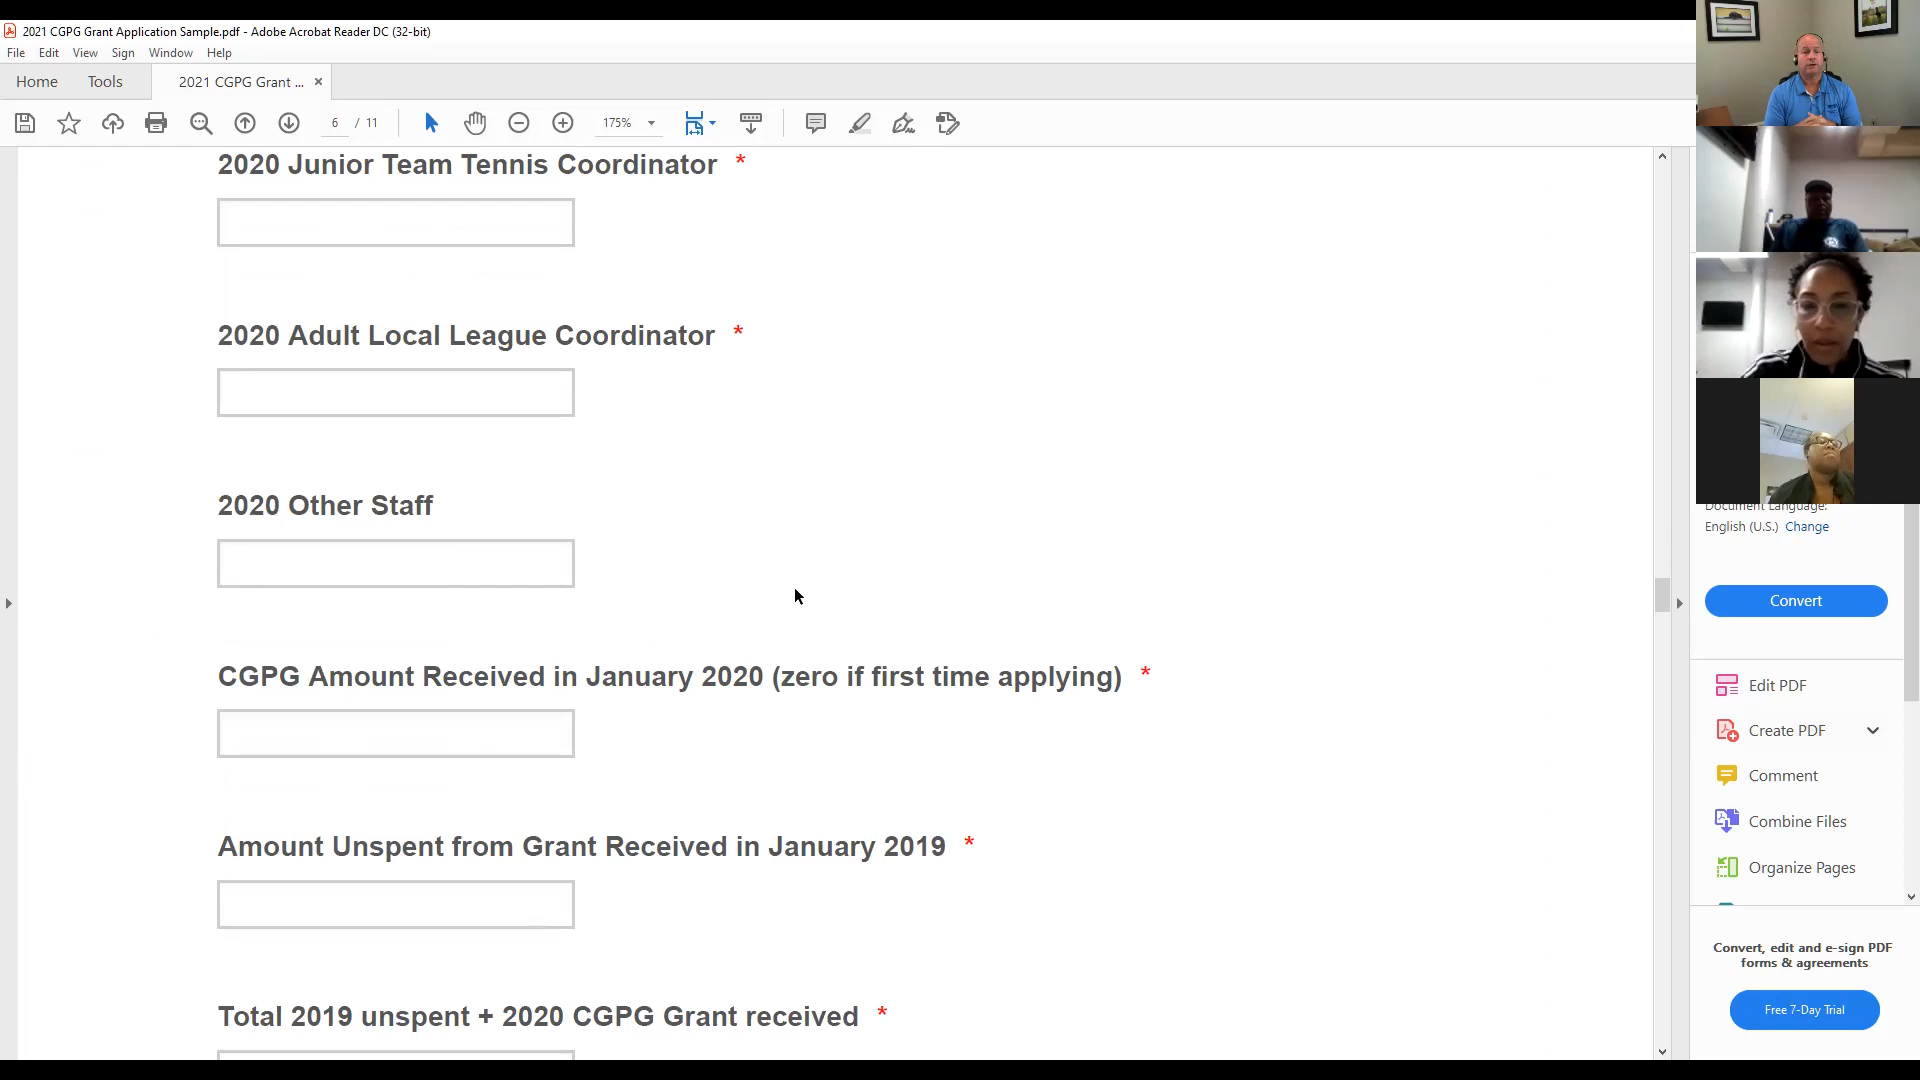 2021 CGPG Grant Application Sample.pdf - Adobe Acrobat Reader DC (32-bit)
File Edit View Sign Window Help
Home Tools 2021 CGPG Grant ... ×
6 / 11 175%
2020 Junior Team Tennis Coordinator *
2020 Adult Local League Coordinator *
2020 Other Staff
CGPG Amount Received in January 2020 (zero if first time applying) *
Amount Unspent from Grant Received in January 2019 *
Total 2019 unspent + 2020 CGPG Grant received *
Document Language:
English (U.S.) Change
Convert
Edit PDF
Create PDF
Comment
Combine Files
Organize Pages
Convert, edit and e-sign PDF
forms & agreements
Free 7-Day Trial